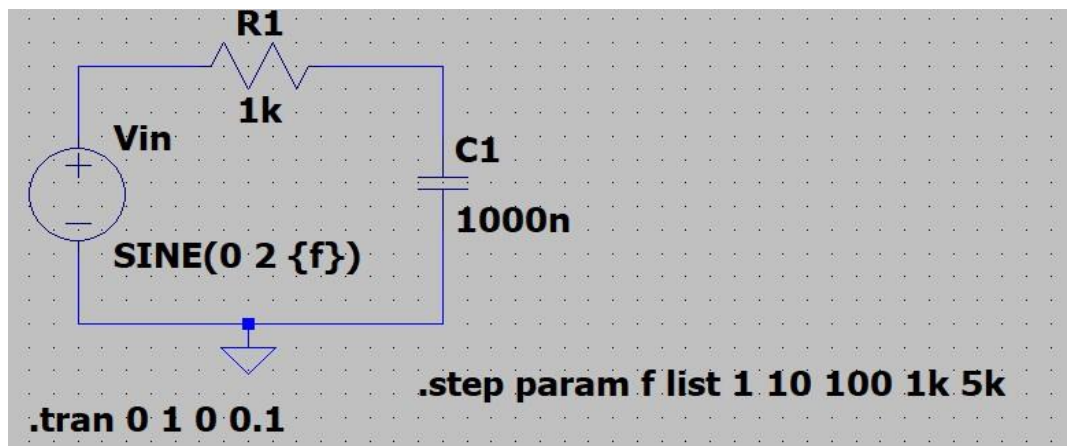 R1
1k
Vin
C1
1000n
SINE(0 2 {f})
.step param f list 1 10 100 1k 5k
.tran 0 1 0 0.1